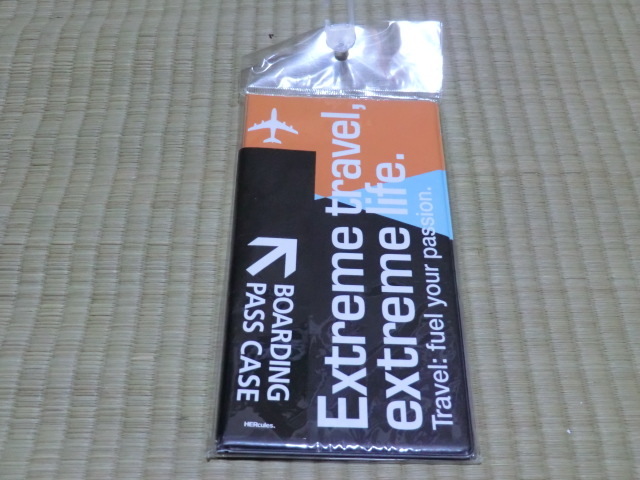 Extreme travel,
extreme life.
Travel: fuel your passion.
BOARDING
PASS CASE
HERcules.